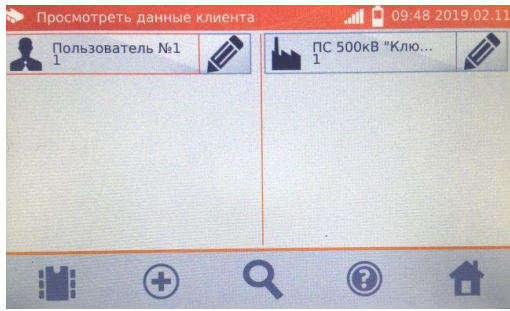 Просмотреть данные клиента
09:48 2019.02.11
Пользователь №1
1
ПС 500кВ "Клю...
1